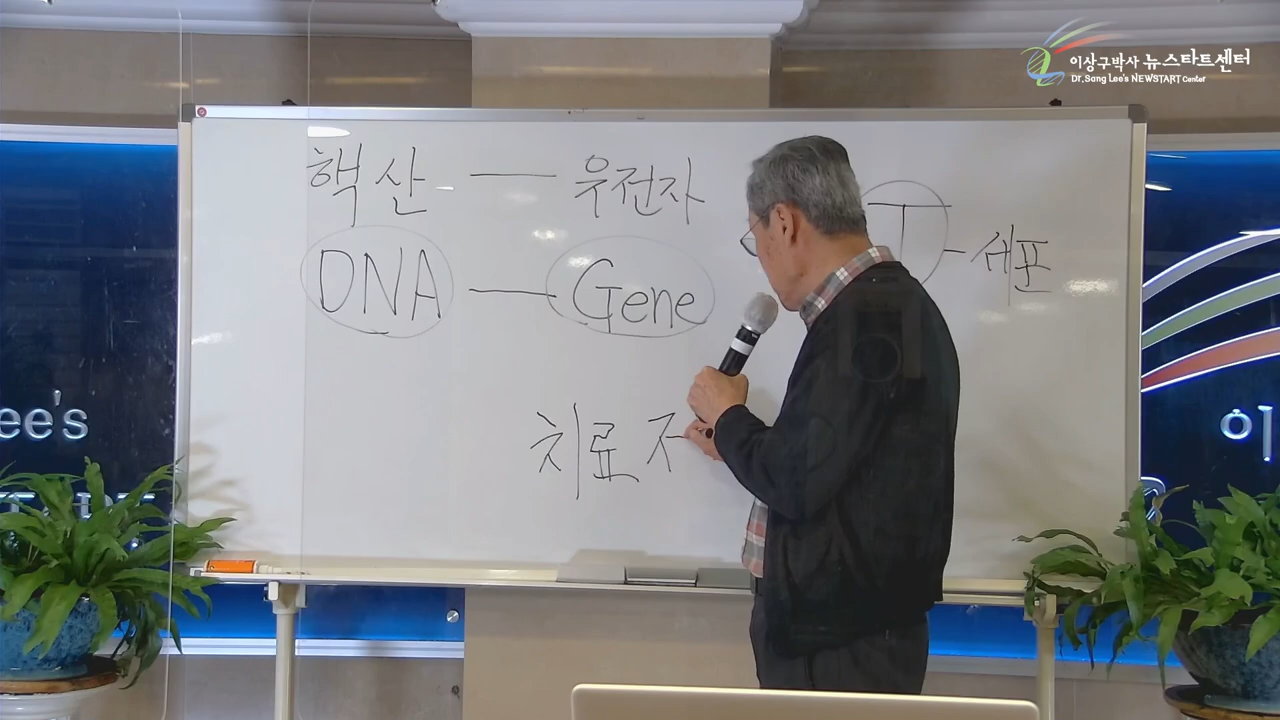 이상구박사 뉴스타트센터
Dr. Sang Lee's NEWSTART Center
핵산 — 유전자
T - 세포
DNA — Gene
치료
ee's
이